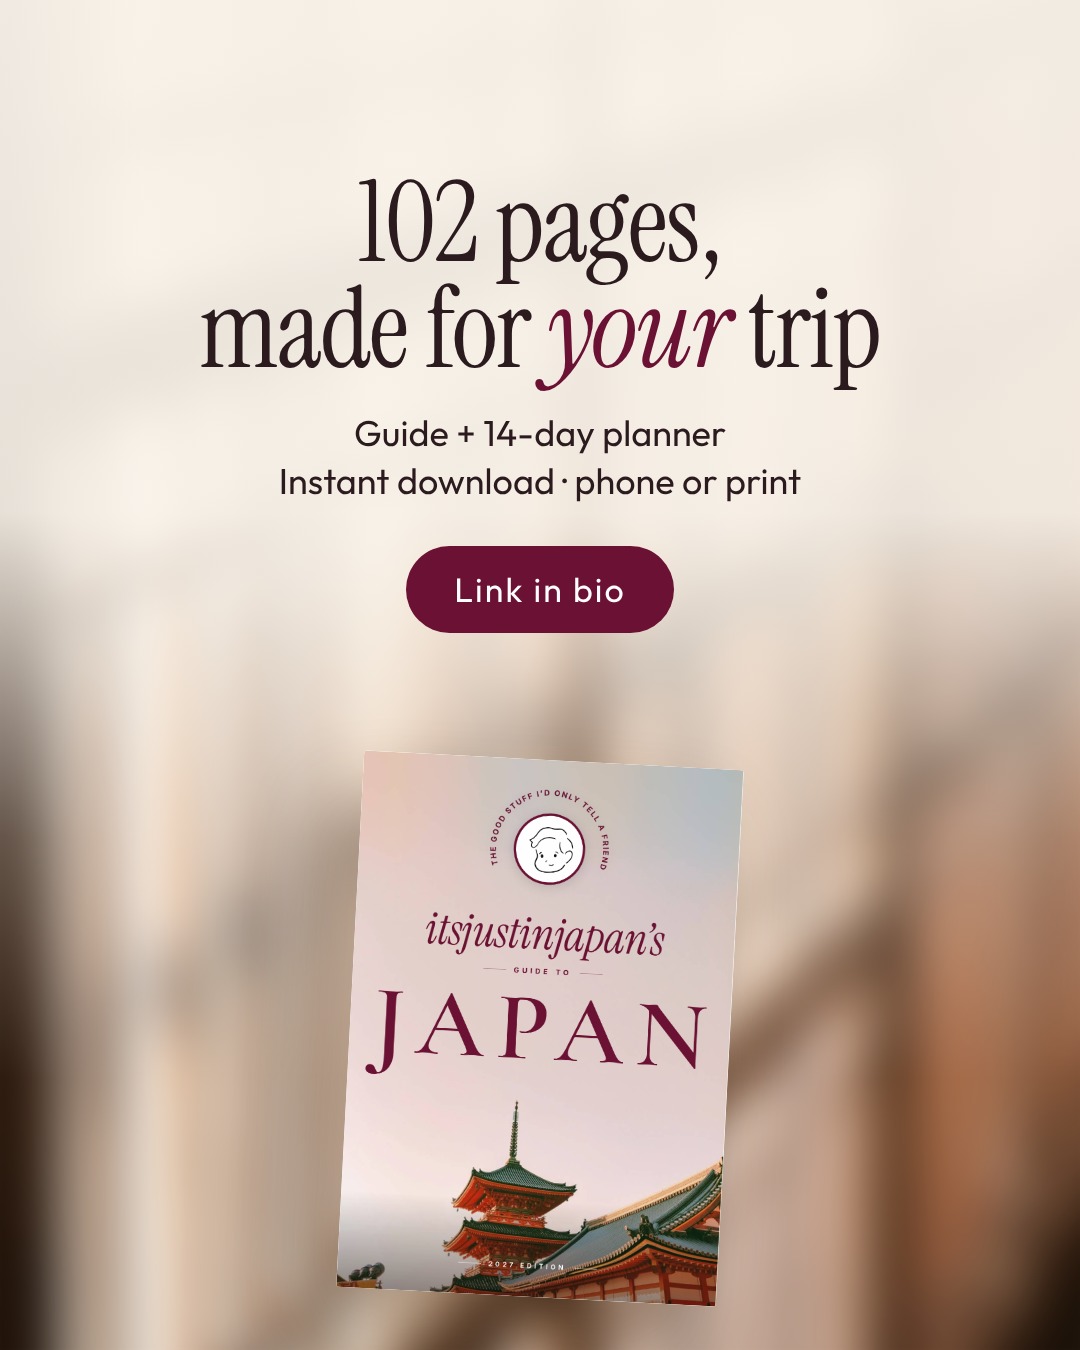 102 pages,
made for your trip
Guide + 14-day planner
Instant download · phone or print
Link in bio
THE GOOD STUFF I'D ONLY TELL A FRIEND
itsjustinjapan’s
GUIDE TO
JAPAN
2027 EDITION